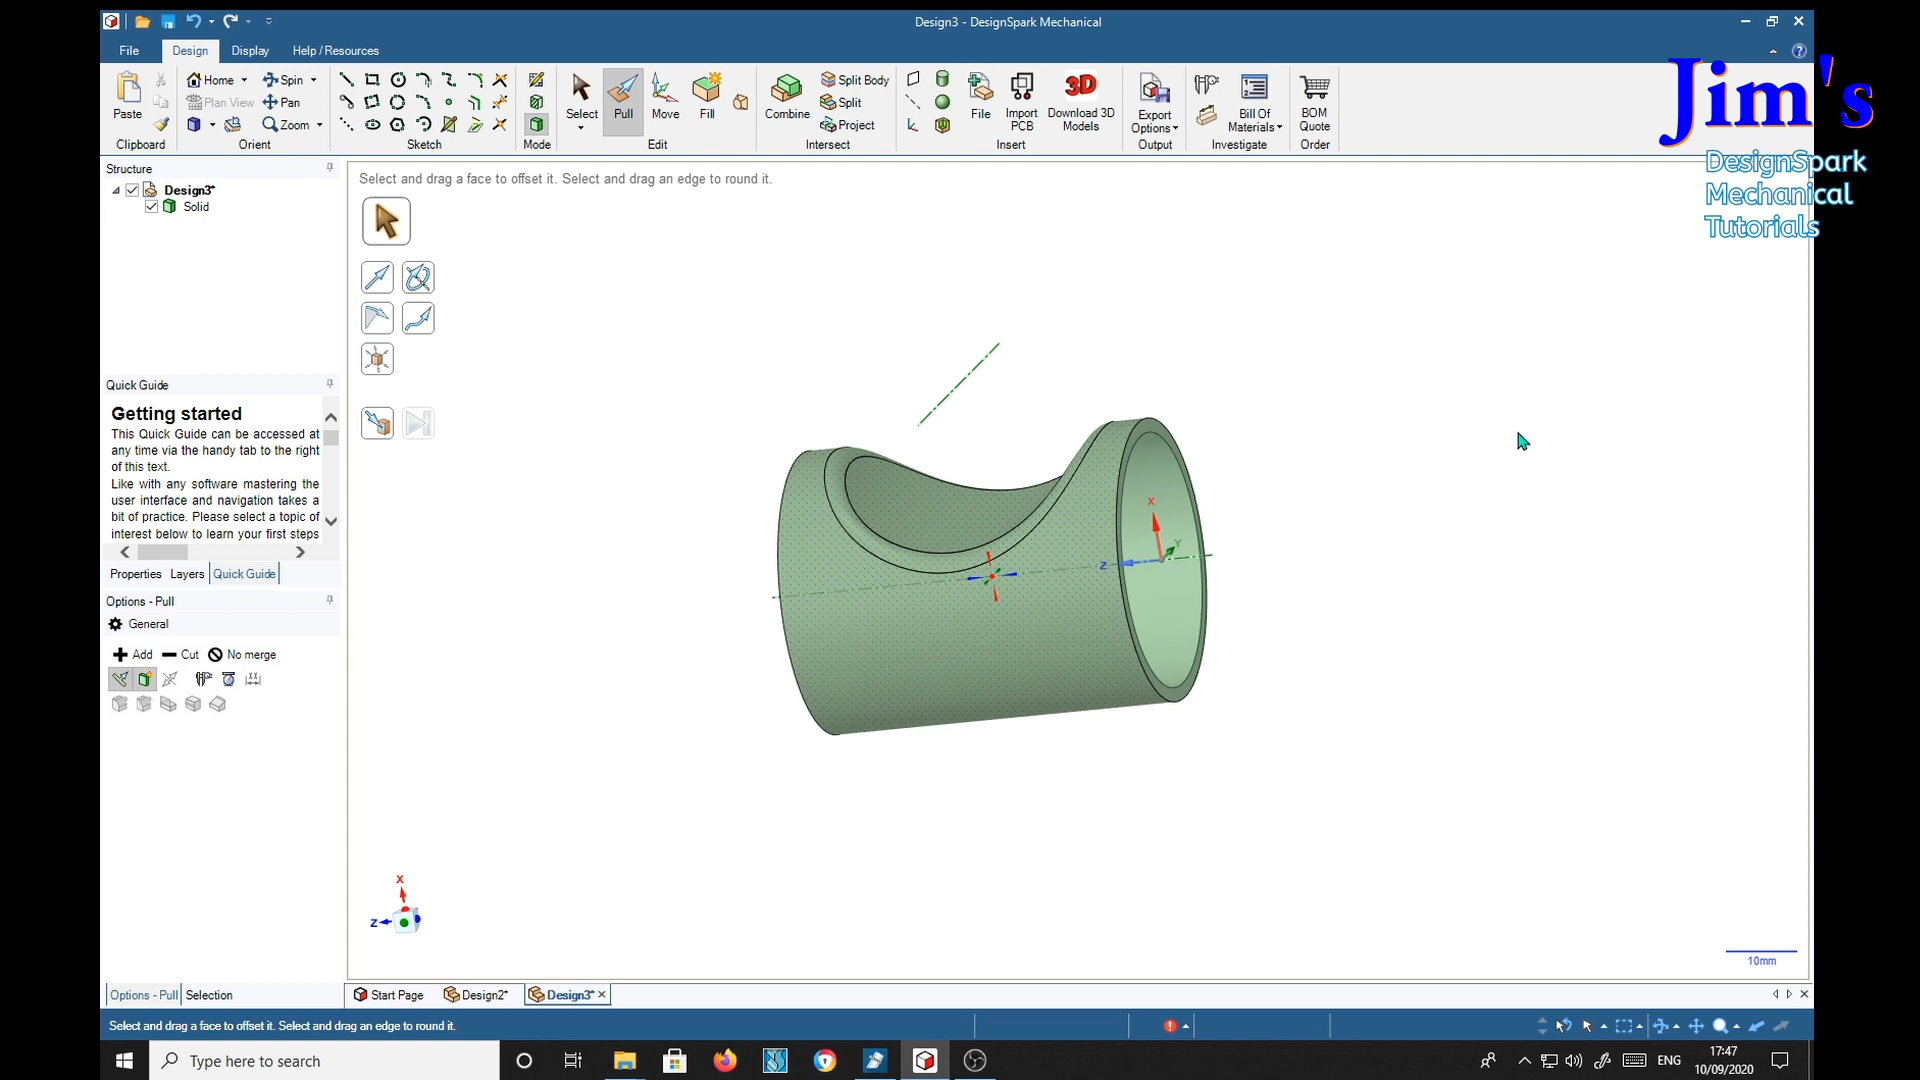 Design3 - DesignSpark Mechanical
File Design Display Help / Resources
Jim's
DesignSpark
Mechanical
Tutorials
Paste
Clipboard
Home Spin
Plan View Pan
Zoom
Orient
Sketch
Mode
Select Pull Move Fill
Edit
Combine
Split Body
Split
Project
Intersect
File
Import
PCB
3D
Download 3D
Models
Insert
Export
Options
Output
Bill Of
Materials
Investigate
BOM
Quote
Order
Structure
Design3*
Solid
Select and drag a face to offset it. Select and drag an edge to round it.
Quick Guide
Getting started
This Quick Guide can be accessed at
any time via the handy tab to the right
of this text.
Like with any software mastering the
user interface and navigation takes a
bit of practice. Please select a topic of
interest below to learn your first steps
Properties Layers Quick Guide
Options - Pull
General
Add Cut No merge
X
Y
Z
X
Z
10mm
Options - Pull Selection
Start Page Design2* Design3*
Select and drag a face to offset it. Select and drag an edge to round it.
Type here to search
ENG
17:47
10/09/2020